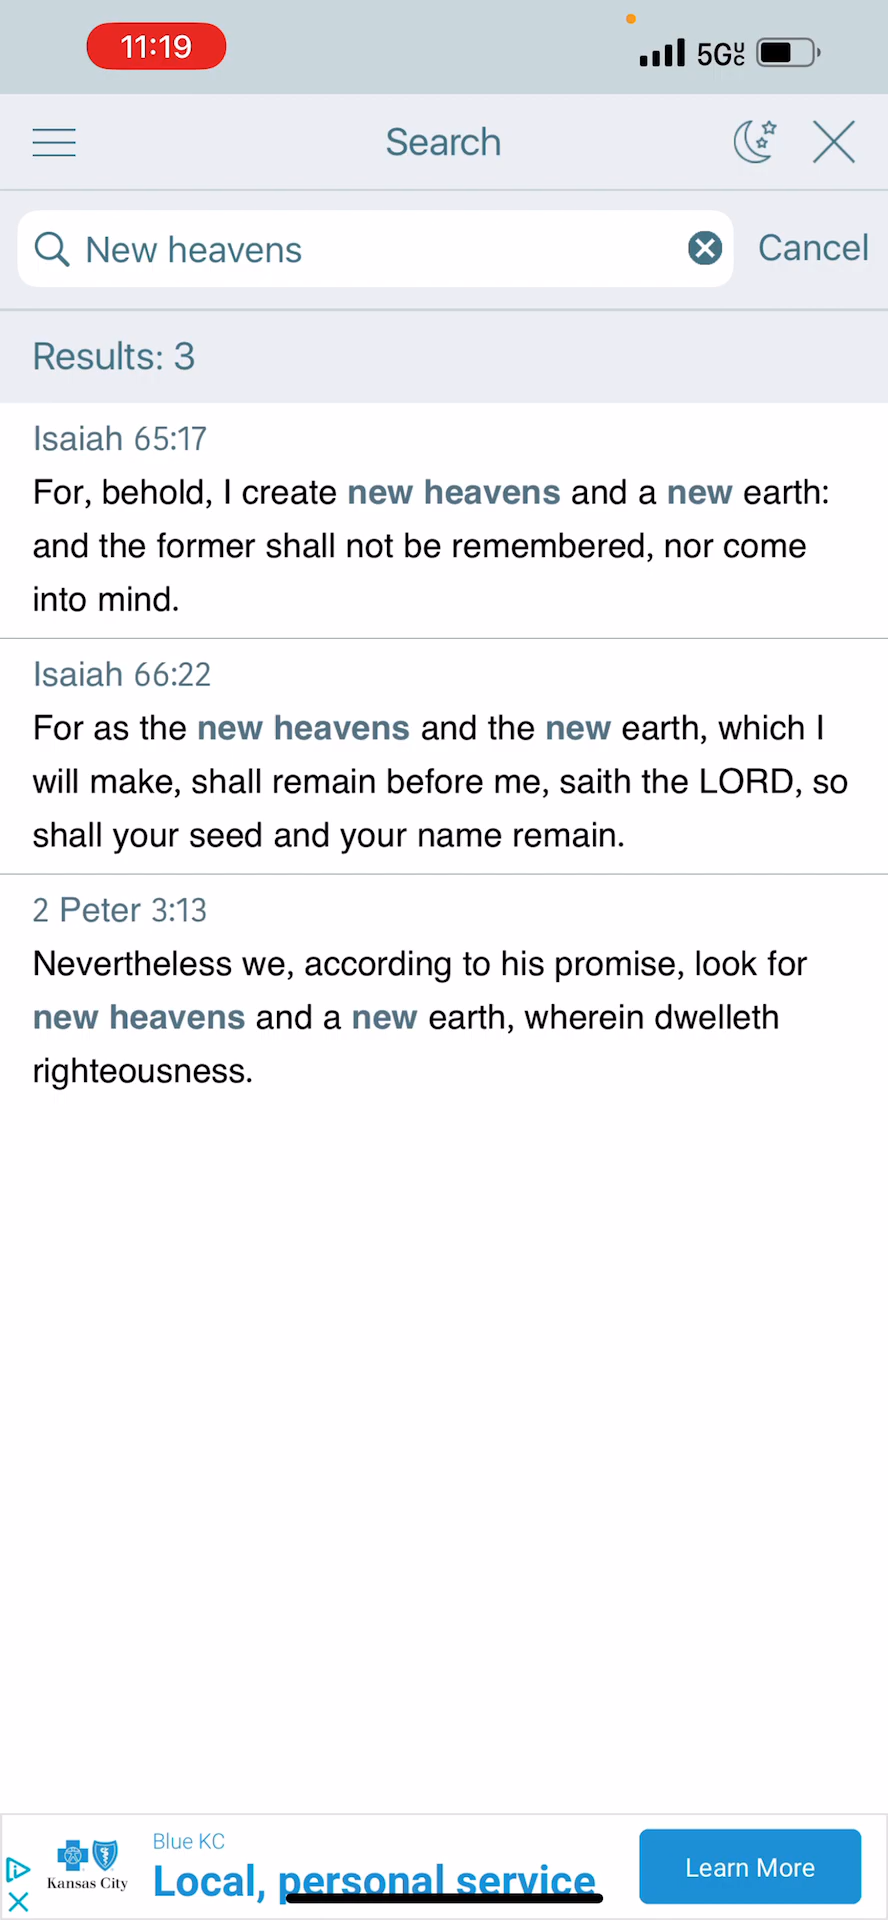 11:19
5GUC
Search
New heavens
Cancel
Results: 3
Isaiah 65:17
For, behold, I create new heavens and a new earth:
and the former shall not be remembered, nor come
into mind.
Isaiah 66:22
For as the new heavens and the new earth, which I
will make, shall remain before me, saith the LORD, so
shall your seed and your name remain.
2 Peter 3:13
Nevertheless we, according to his promise, look for
new heavens and a new earth, wherein dwelleth
righteousness.
Blue KC
Kansas City
Local, personal service
Learn More